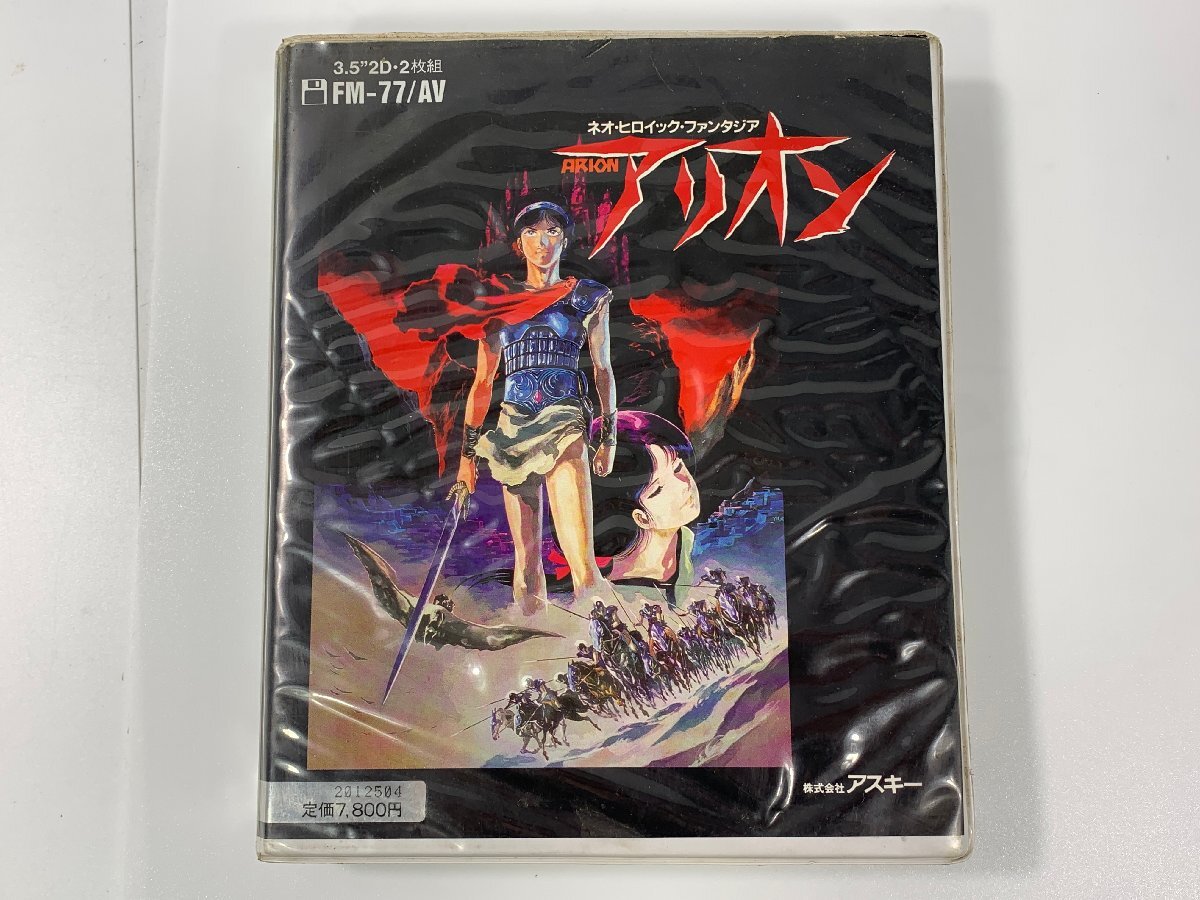 3.5"2D・2枚組
FM-77/AV
ネオ・ヒロイック・ファンタジア
ARION アリオン
株式会社 アスキー
2012504
定価7,800円